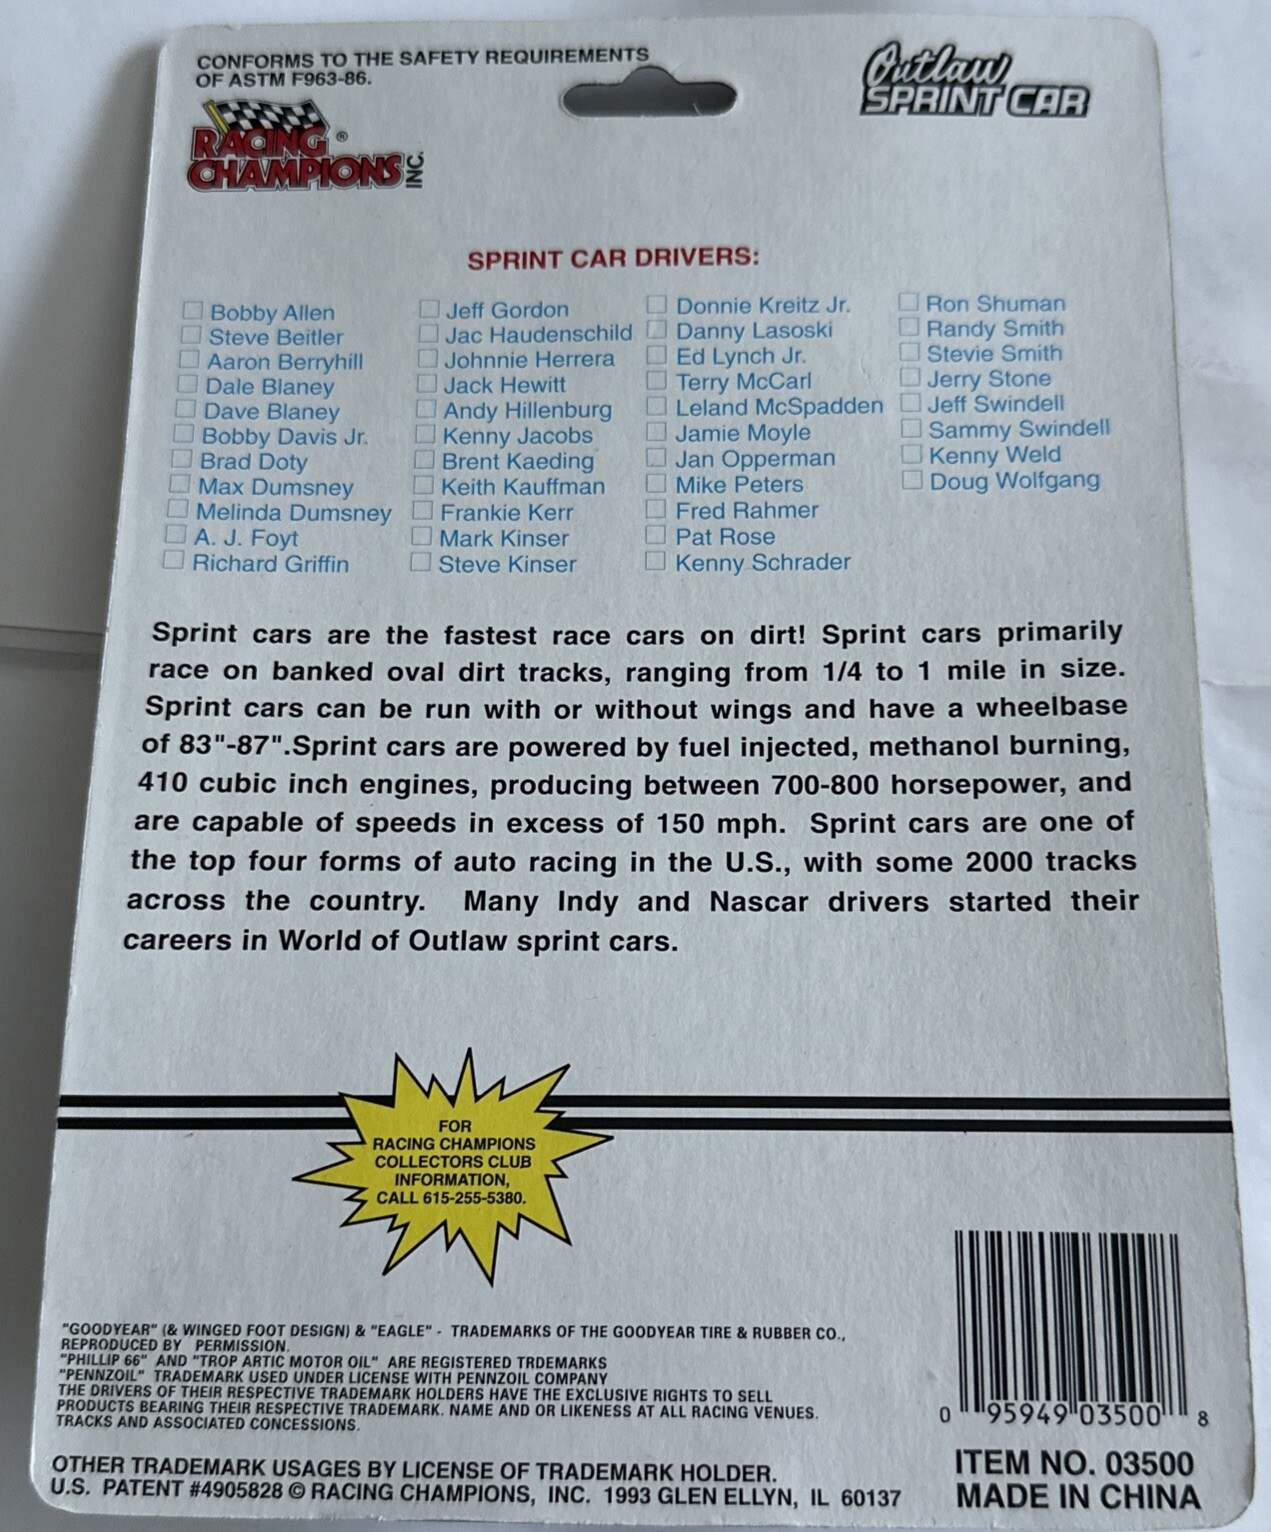 CONFORMS TO THE SAFETY REQUIREMENTS
OF ASTM F963-86.
Outlaw
SPRINT CAR
RACING ®
CHAMPIONS INC.
SPRINT CAR DRIVERS:
Bobby Allen
Steve Beitler
Aaron Berryhill
Dale Blaney
Dave Blaney
Bobby Davis Jr.
Brad Doty
Max Dumsney
Melinda Dumsney
A. J. Foyt
Richard Griffin
Jeff Gordon
Jac Haudenschild
Johnnie Herrera
Jack Hewitt
Andy Hillenburg
Kenny Jacobs
Brent Kaeding
Keith Kauffman
Frankie Kerr
Mark Kinser
Steve Kinser
Donnie Kreitz Jr.
Danny Lasoski
Ed Lynch Jr.
Terry McCarl
Leland McSpadden
Jamie Moyle
Jan Opperman
Mike Peters
Fred Rahmer
Pat Rose
Kenny Schrader
Ron Shuman
Randy Smith
Stevie Smith
Jerry Stone
Jeff Swindell
Sammy Swindell
Kenny Weld
Doug Wolfgang
Sprint cars are the fastest race cars on dirt! Sprint cars primarily
race on banked oval dirt tracks, ranging from 1/4 to 1 mile in size.
Sprint cars can be run with or without wings and have a wheelbase
of 83"-87".Sprint cars are powered by fuel injected, methanol burning,
410 cubic inch engines, producing between 700-800 horsepower, and
are capable of speeds in excess of 150 mph. Sprint cars are one of
the top four forms of auto racing in the U.S., with some 2000 tracks
across the country. Many Indy and Nascar drivers started their
careers in World of Outlaw sprint cars.
FOR
RACING CHAMPIONS
COLLECTORS CLUB
INFORMATION,
CALL 615-255-5380.
"GOODYEAR" (& WINGED FOOT DESIGN) & "EAGLE" - TRADEMARKS OF THE GOODYEAR TIRE & RUBBER CO.,
REPRODUCED BY PERMISSION.
"PHILLIP 66" AND "TROP ARTIC MOTOR OIL" ARE REGISTERED TRDEMARKS
"PENNZOIL" TRADEMARK USED UNDER LICENSE WITH PENNZOIL COMPANY
THE DRIVERS OF THEIR RESPECTIVE TRADEMARK HOLDERS HAVE THE EXCLUSIVE RIGHTS TO SELL
PRODUCTS BEARING THEIR RESPECTIVE TRADEMARK. NAME AND OR LIKENESS AT ALL RACING VENUES.
TRACKS AND ASSOCIATED CONCESSIONS.
OTHER TRADEMARK USAGES BY LICENSE OF TRADEMARK HOLDER.
U.S. PATENT #4905828 © RACING CHAMPIONS, INC. 1993 GLEN ELLYN, IL 60137
0 95949 03500 8
ITEM NO. 03500
MADE IN CHINA